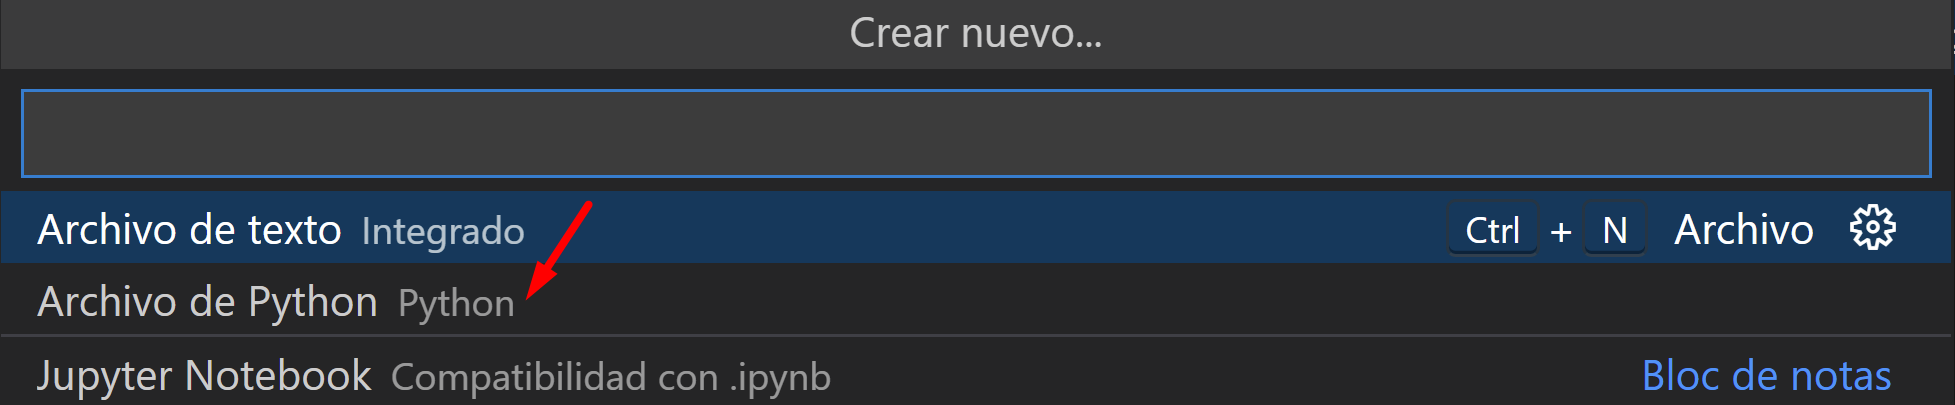 Crear nuevo...
Archivo de texto Integrado Ctrl + N Archivo
Archivo de Python Python
Jupyter Notebook Compatibilidad con .ipynb Bloc de notas